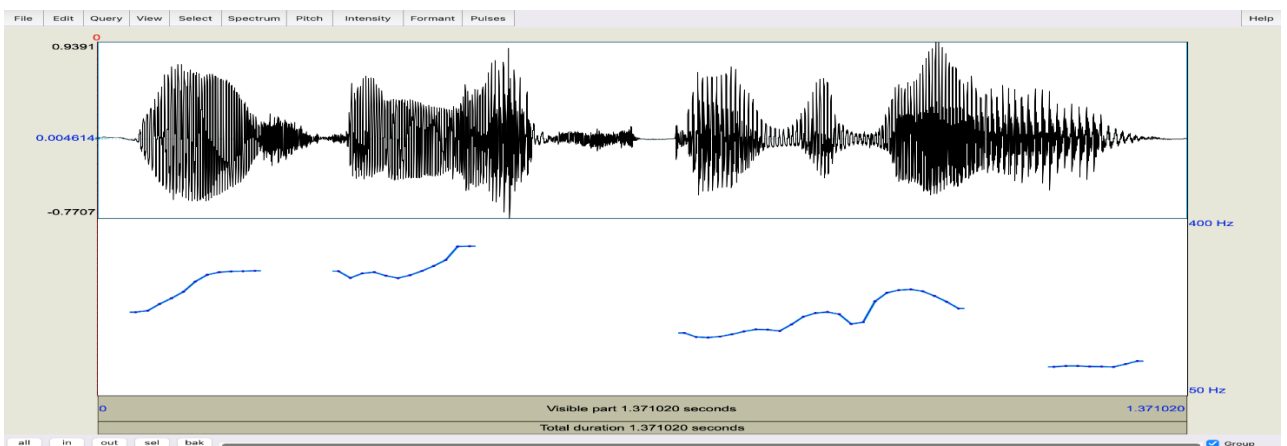 File Edit Query View Select Spectrum Pitch Intensity Formant Pulses Help
0
0.9391
0.004614
-0.7707
400 Hz
50 Hz
0 Visible part 1.371020 seconds 1.371020
Total duration 1.371020 seconds
all in out sel bak Group